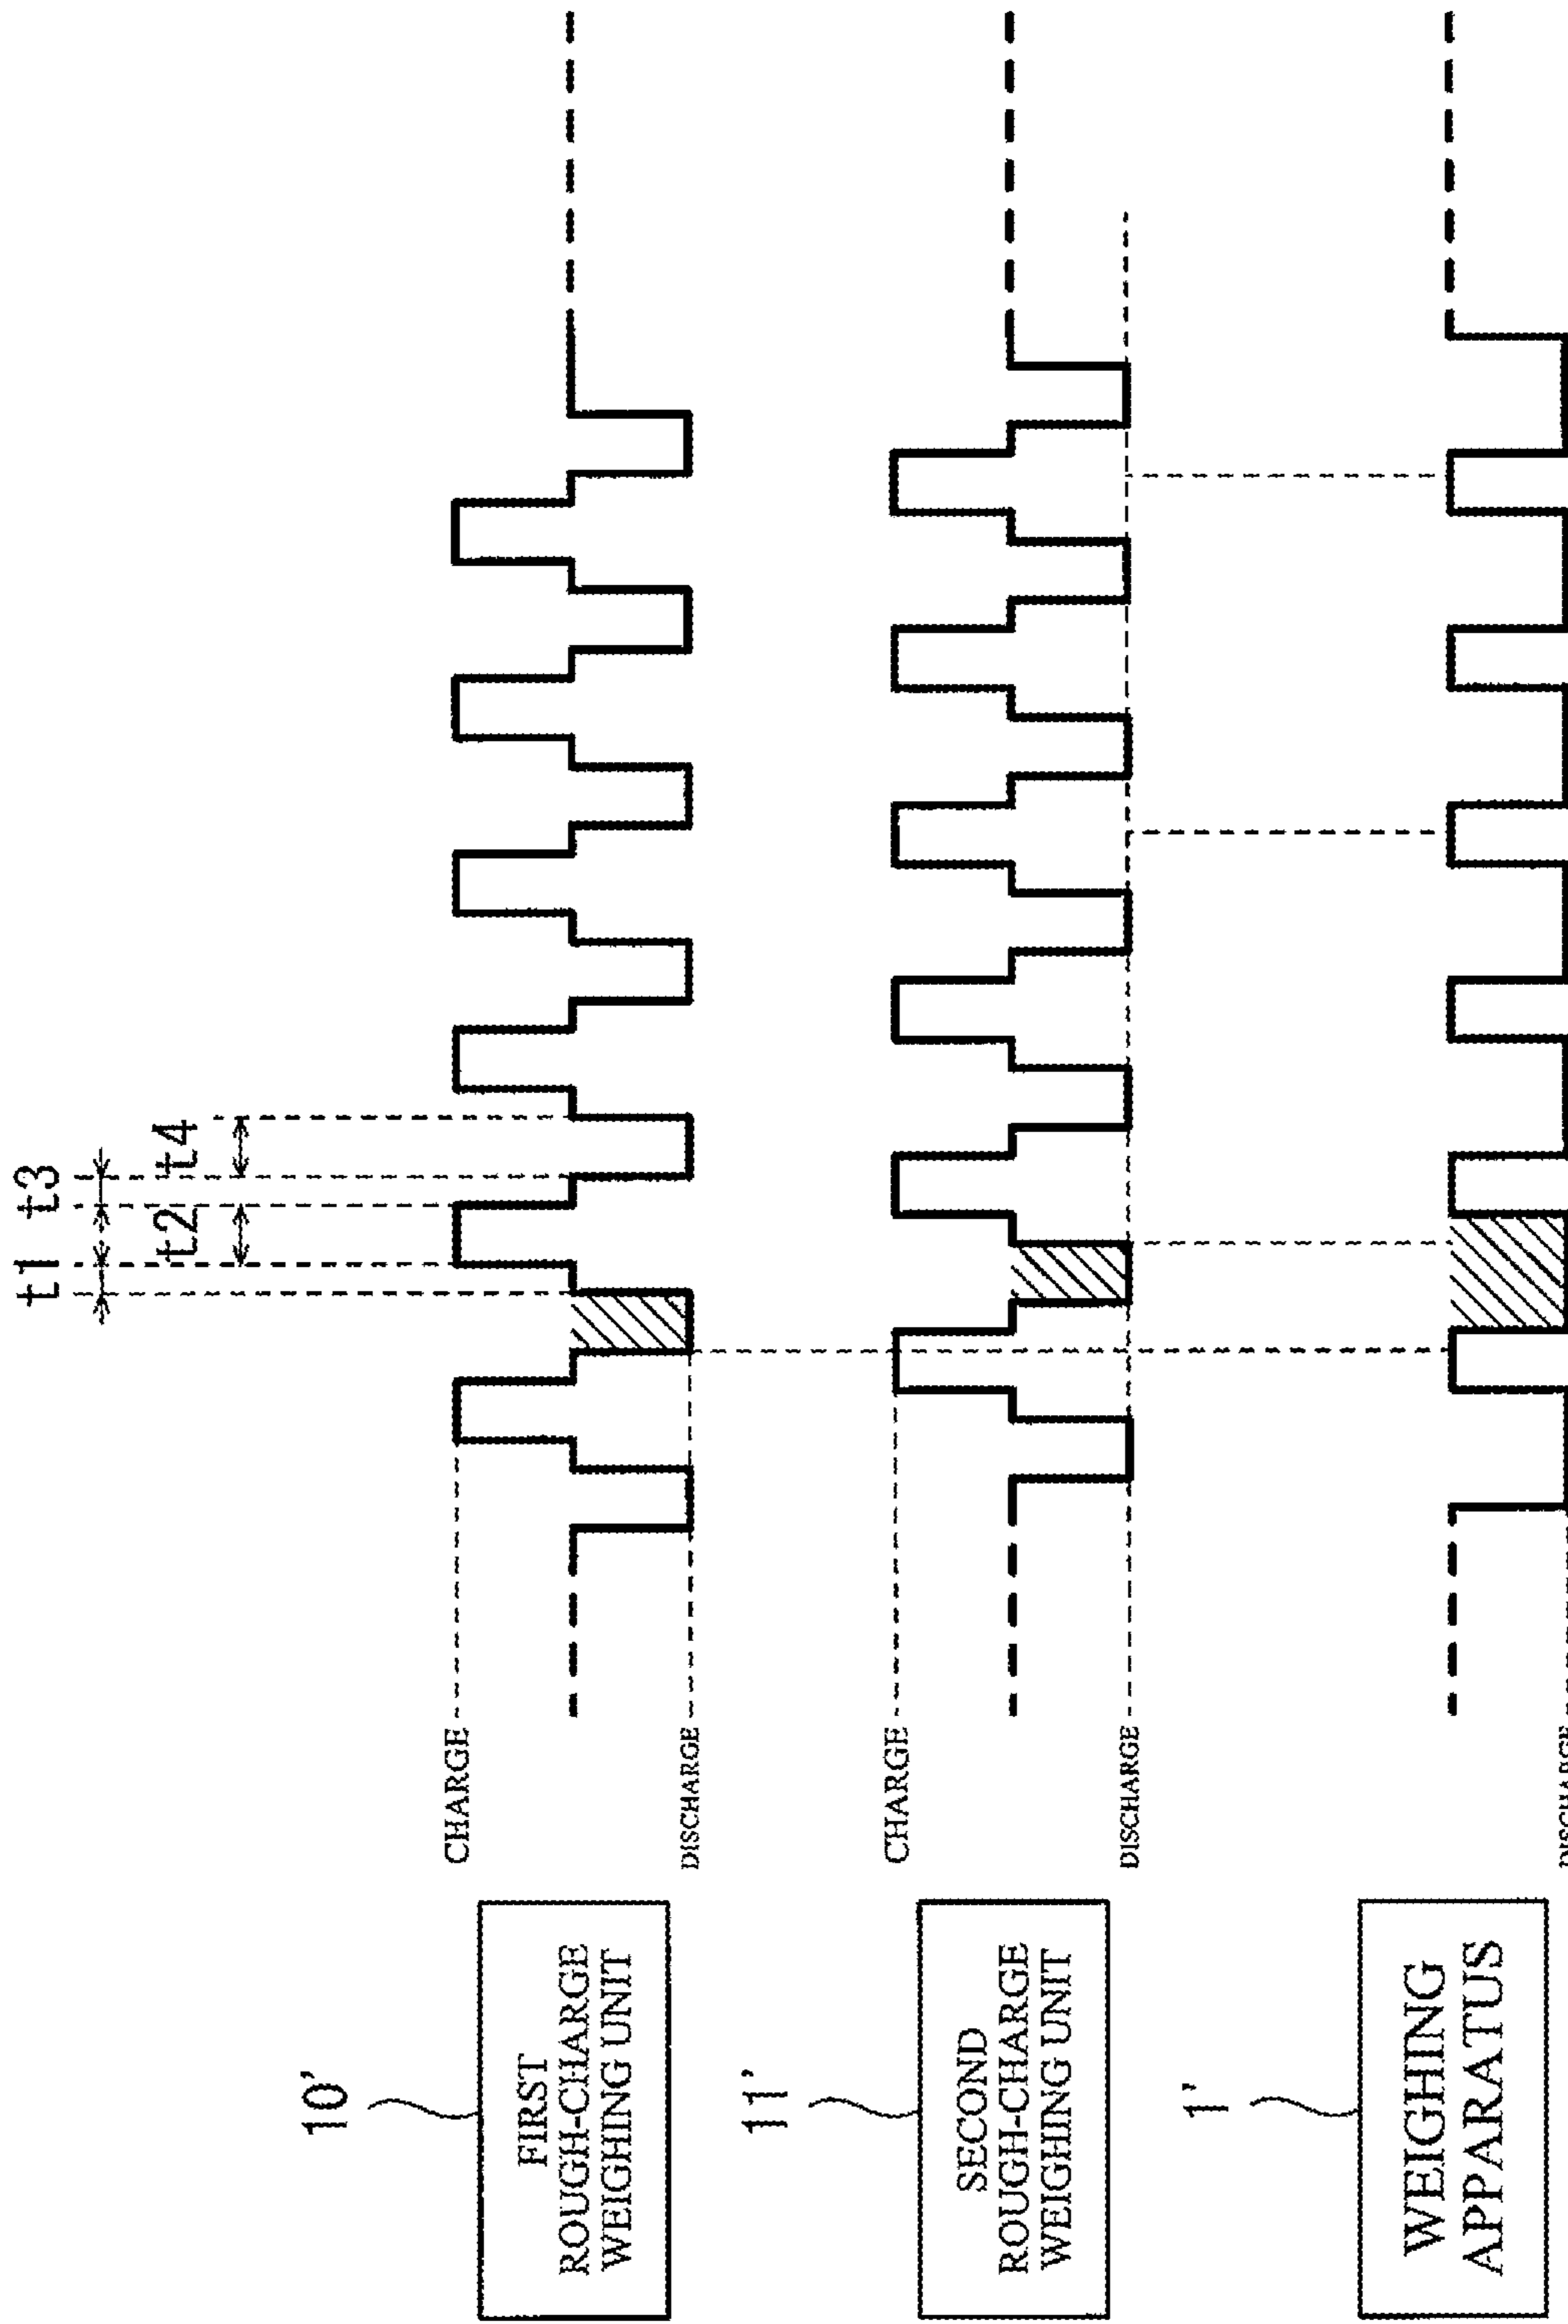 t1
t3
t2
t4
10'
FIRST
ROUGH-CHARGE
WEIGHING UNIT
CHARGE
DISCHARGE
11'
SECOND
ROUGH-CHARGE
WEIGHING UNIT
CHARGE
DISCHARGE
1'
WEIGHING
APPARATUS
DISCHARGE